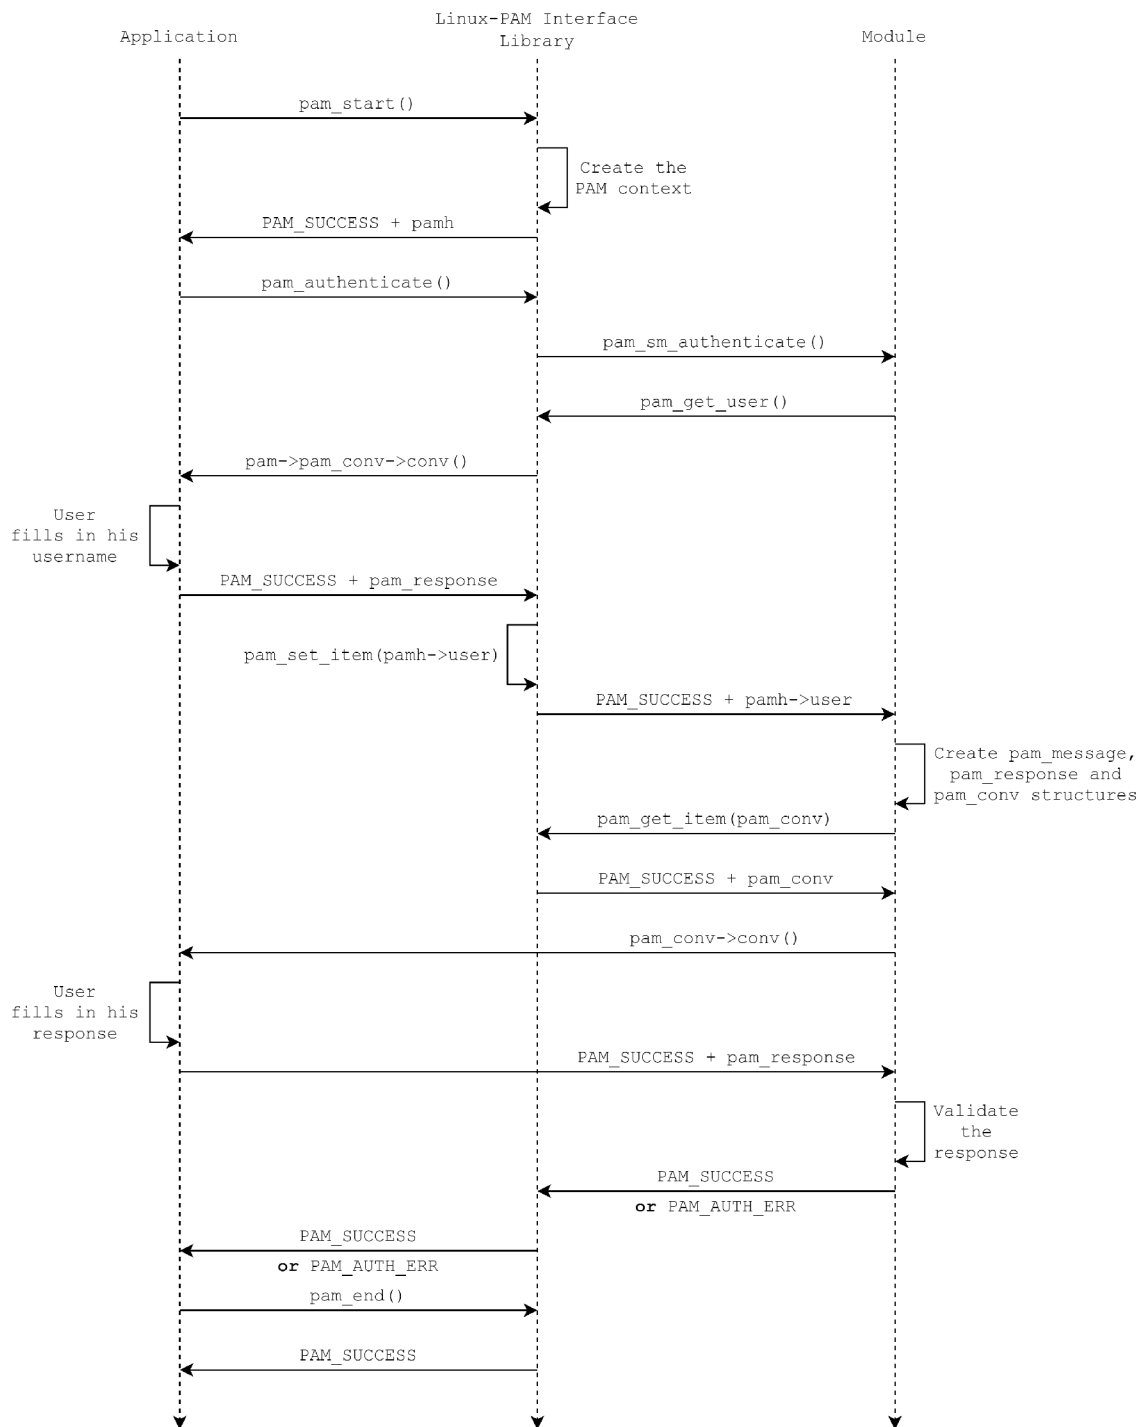 Application
Linux-PAM Interface
Library
Module
pam_start()
Create the
PAM context
PAM_SUCCESS + pamh
pam_authenticate()
pam_sm_authenticate()
pam_get_user()
pam->pam_conv->conv()
User
fills in his
username
PAM_SUCCESS + pam_response
pam_set_item(pamh->user)
PAM_SUCCESS + pamh->user
Create pam_message,
pam_response and
pam_conv structures
pam_get_item(pam_conv)
PAM_SUCCESS + pam_conv
pam_conv->conv()
User
fills in his
response
PAM_SUCCESS + pam_response
Validate
the
response
PAM_SUCCESS
or PAM_AUTH_ERR
PAM_SUCCESS
or PAM_AUTH_ERR
pam_end()
PAM_SUCCESS